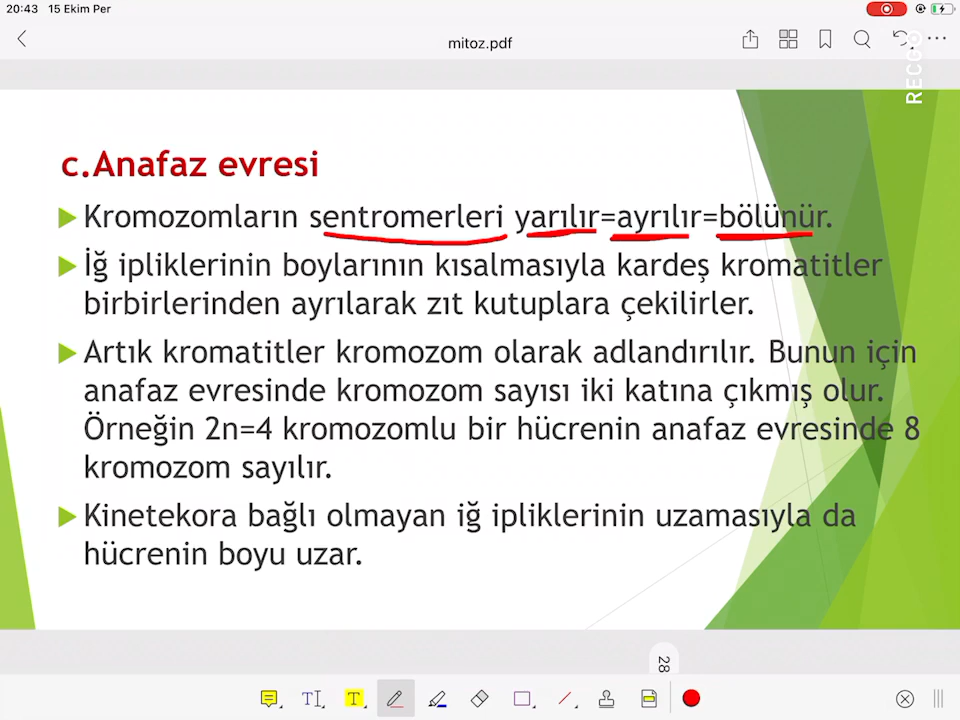 20:43 15 Ekim Per
mitoz.pdf
RECGO
c.Anafaz evresi
Kromozomların sentromerleri yarılır=ayrılır=bölünür.
İğ ipliklerinin boylarının kısalmasıyla kardeş kromatitler
birbirlerinden ayrılarak zıt kutuplara çekilirler.
Artık kromatitler kromozom olarak adlandırılır. Bunun için
anafaz evresinde kromozom sayısı iki katına çıkmış olur.
Örneğin 2n=4 kromozomlu bir hücrenin anafaz evresinde 8
kromozom sayılır.
Kinetekora bağlı olmayan iğ ipliklerinin uzamasıyla da
hücrenin boyu uzar.
28